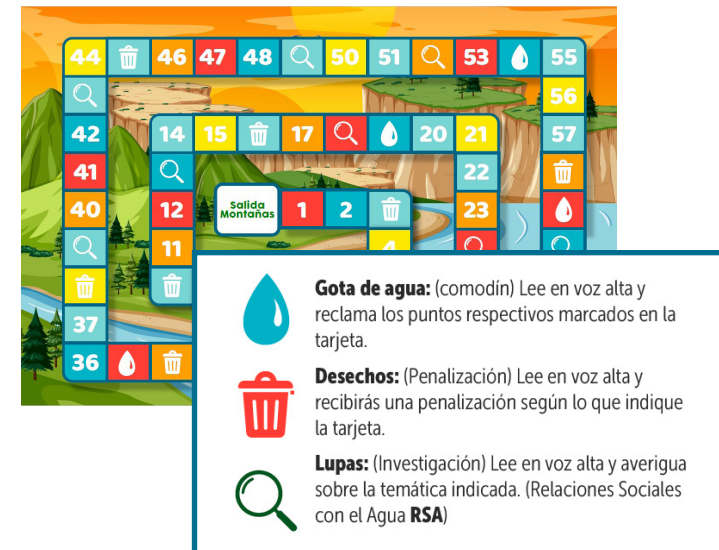 44 46 47 48 50 51 53 55
56
42 14 15 17 20 21 57
41 22
40 12 Salida
Montañas 1 2 23
11 4
37
36
Gota de agua: (comodín) Lee en voz alta y
reclama los puntos respectivos marcados en la
tarjeta.
Desechos: (Penalización) Lee en voz alta y
recibirás una penalización según lo que indique
la tarjeta.
Lupas: (Investigación) Lee en voz alta y averigua
sobre la temática indicada. (Relaciones Sociales
con el Agua RSA)